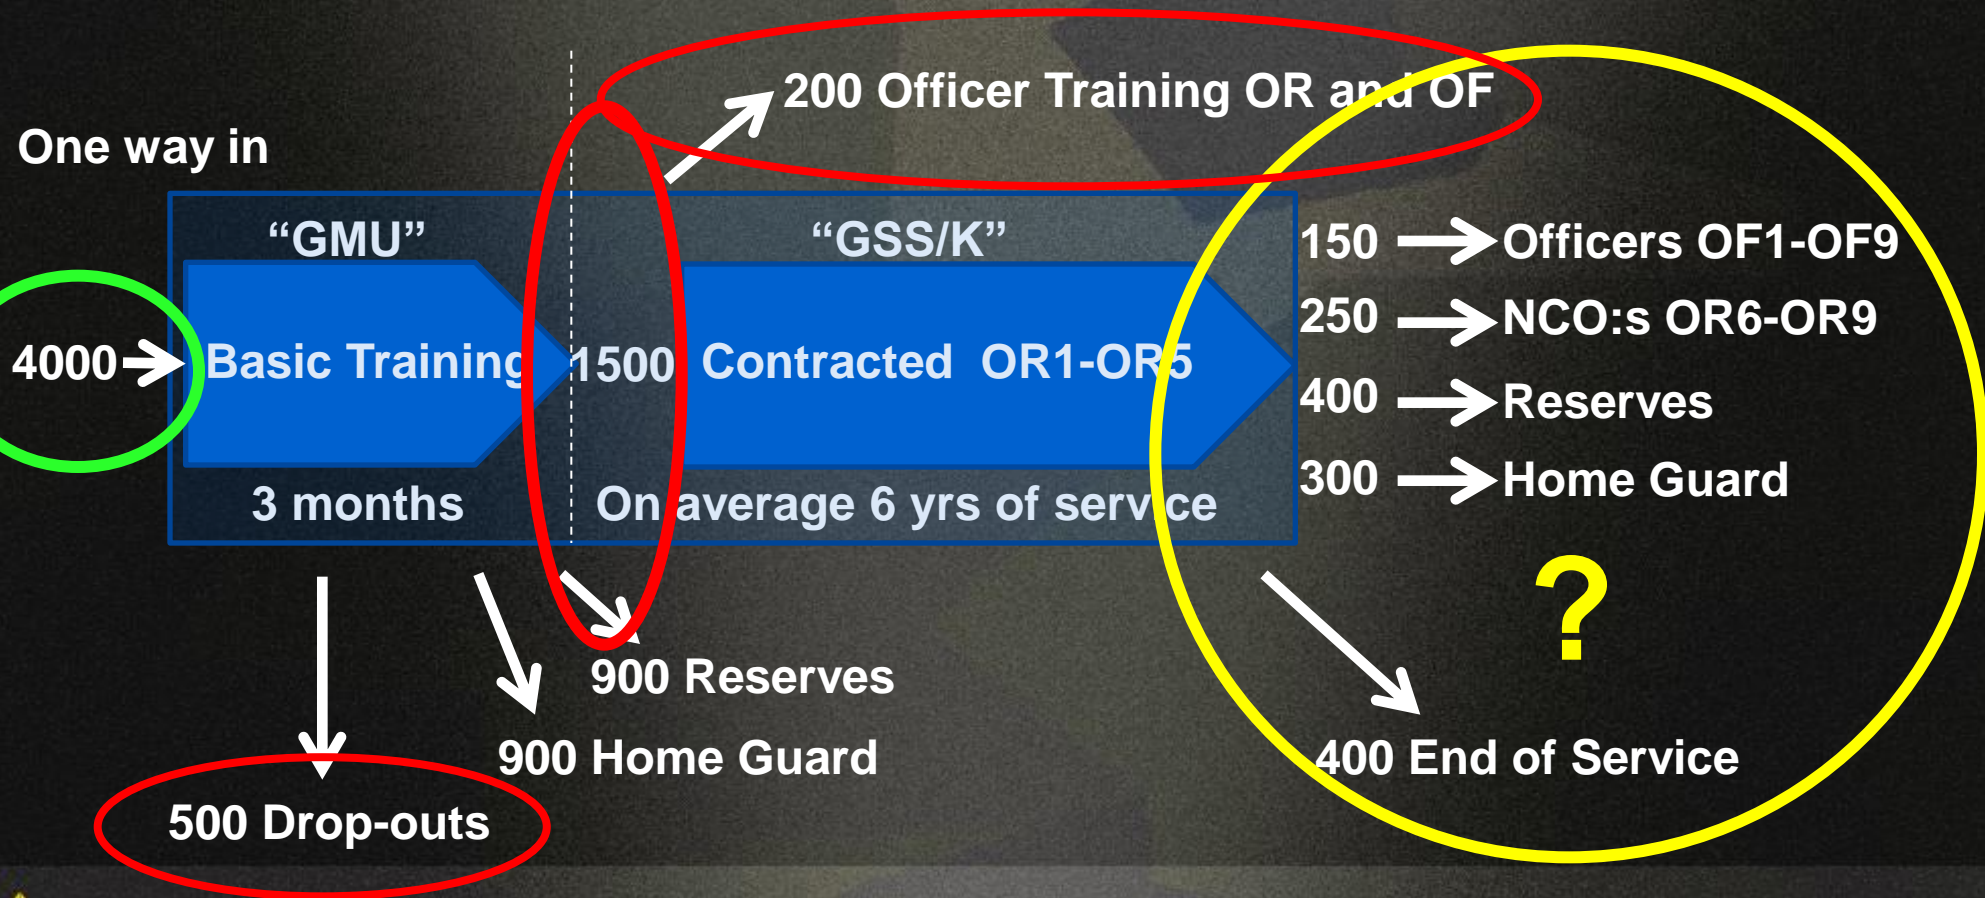 200 Officer Training OR and OF
One way in
“GMU”
“GSS/K”
150
Officers OF1-OF9
250
NCO:s OR6-OR9
4000
Basic Training
1500
Contracted OR1-OR5
400
Reserves
300
Home Guard
3 months
On average 6 yrs of service
?
900 Reserves
900 Home Guard
400 End of Service
500 Drop-outs